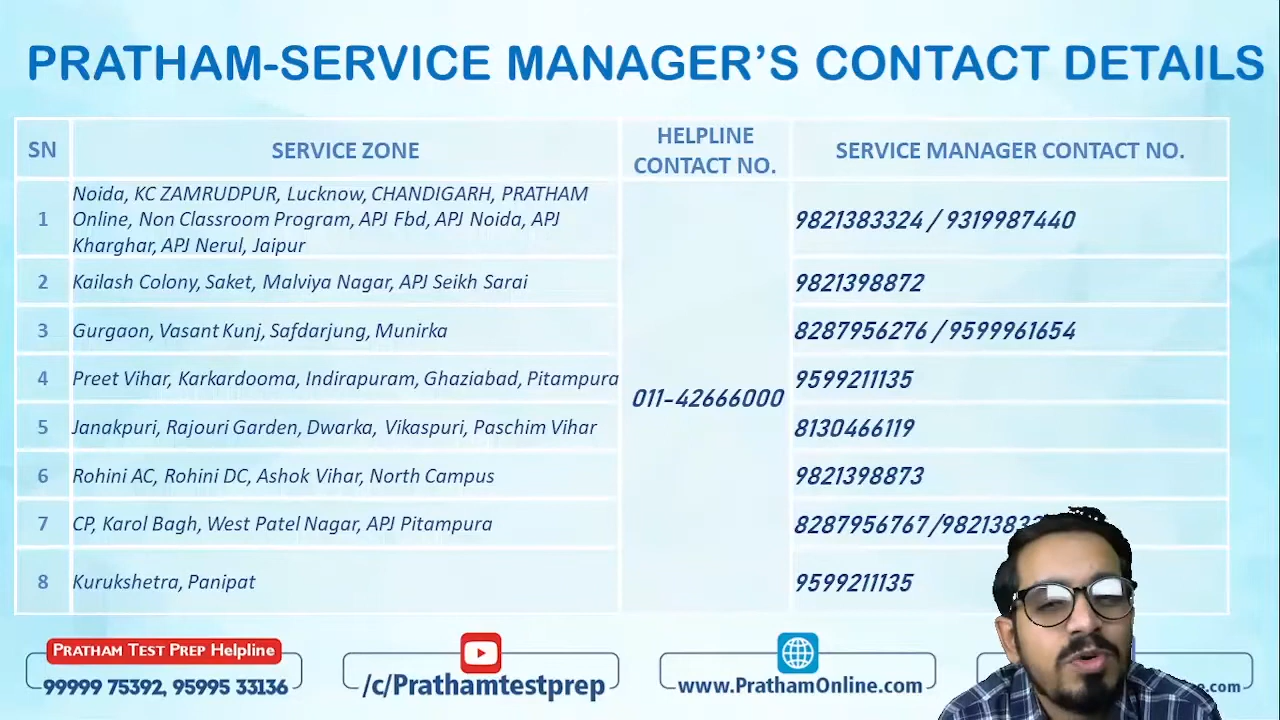 PRATHAM-SERVICE MANAGER'S CONTACT DETAILS
SN
SERVICE ZONE
HELPLINE
CONTACT NO.
SERVICE MANAGER CONTACT NO.
1
Noida, KC ZAMRUDPUR, Lucknow, CHANDIGARH, PRATHAM
Online, Non Classroom Program, APJ Fbd, APJ Noida, APJ
Kharghar, APJ Nerul, Jaipur
9821383324 / 9319987440
2
Kailash Colony, Saket, Malviya Nagar, APJ Seikh Sarai
9821398872
3
Gurgaon, Vasant Kunj, Safdarjung, Munirka
8287956276 / 9599961654
4
Preet Vihar, Karkardooma, Indirapuram, Ghaziabad, Pitampura
9599211135
011-42666000
5
Janakpuri, Rajouri Garden, Dwarka, Vikaspuri, Paschim Vihar
8130466119
6
Rohini AC, Rohini DC, Ashok Vihar, North Campus
9821398873
7
CP, Karol Bagh, West Patel Nagar, APJ Pitampura
8287956767 /
8
Kurukshetra, Panipat
9599211135
PRATHAM TEST PREP Helpline
99999 75392, 95995 33136
/c/Prathamtestprep
www.PrathamOnline.com